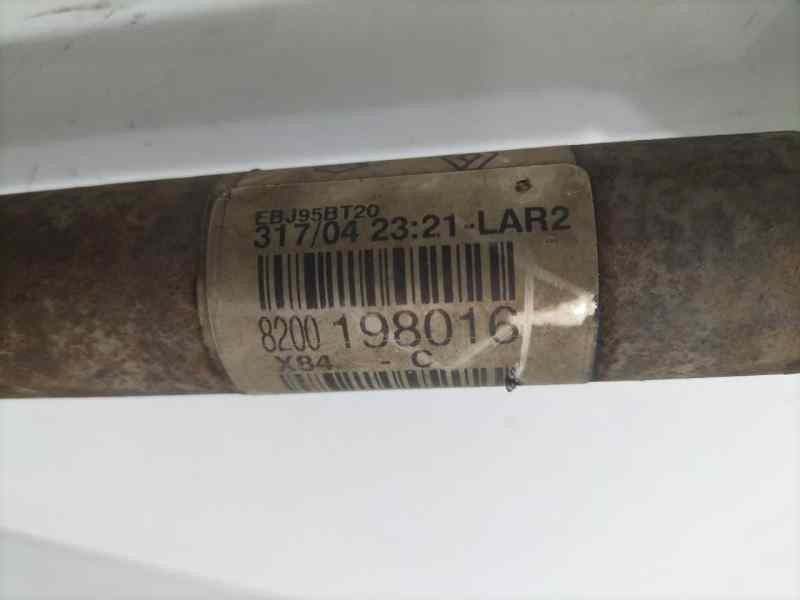 EBJ95BT20
317/04 23:21-LAR2
8200 198016
X84 - C